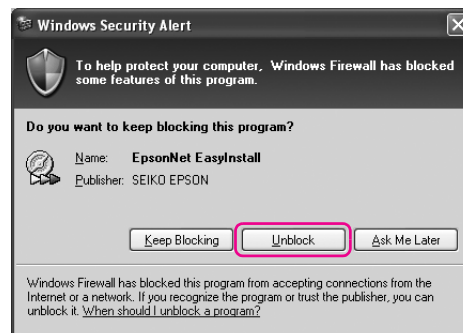 Windows Security Alert
To help protect your computer, Windows Firewall has blocked
some features of this program.
Do you want to keep blocking this program?
Name: EpsonNet EasyInstall
Publisher: SEIKO EPSON
Keep Blocking Unblock Ask Me Later
Windows Firewall has blocked this program from accepting connections from the
Internet or a network. If you recognize the program or trust the publisher, you can
unblock it. When should I unblock a program?